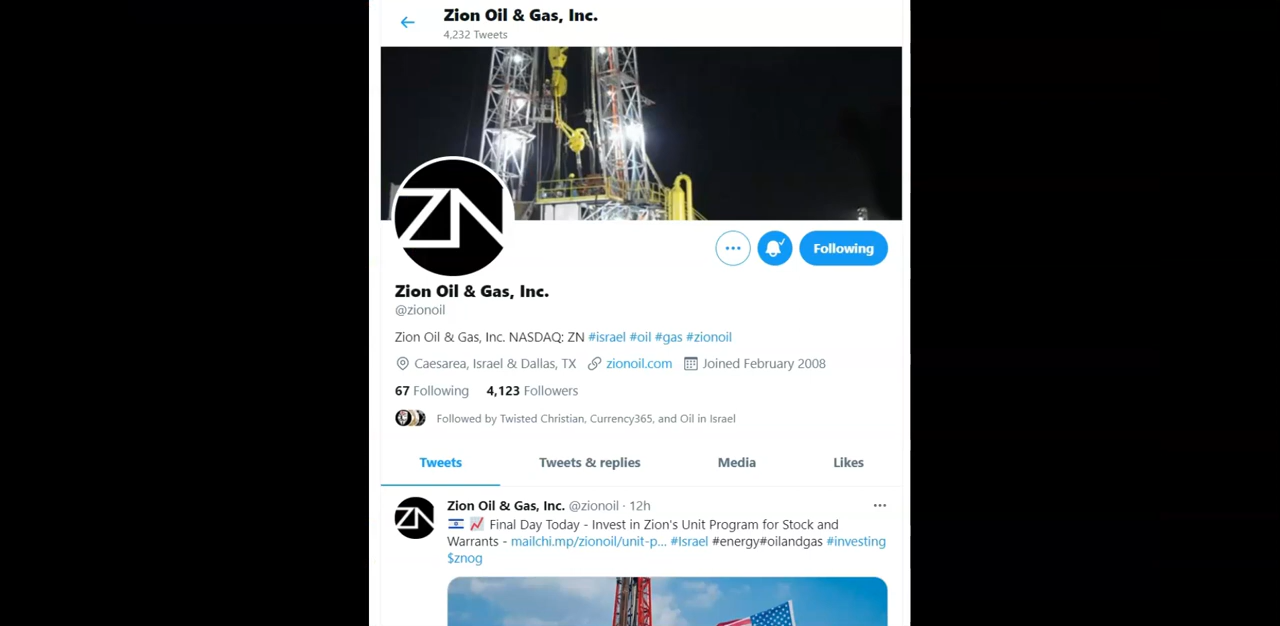 Zion Oil & Gas, Inc.
4,232 Tweets
ZN
Following
Zion Oil & Gas, Inc.
@zionoil
Zion Oil & Gas, Inc. NASDAQ: ZN #israel #oil #gas #zionoil
Caesarea, Israel & Dallas, TX zionoil.com Joined February 2008
67 Following 4,123 Followers
Followed by Twisted Christian, Currency365, and Oil in Israel
Tweets Tweets & replies Media Likes
ZN
Zion Oil & Gas, Inc. @zionoil · 12h
Final Day Today - Invest in Zion's Unit Program for Stock and
Warrants - mailchi.mp/zionoil/unit-p... #Israel #energy#oilandgas #investing
$znog